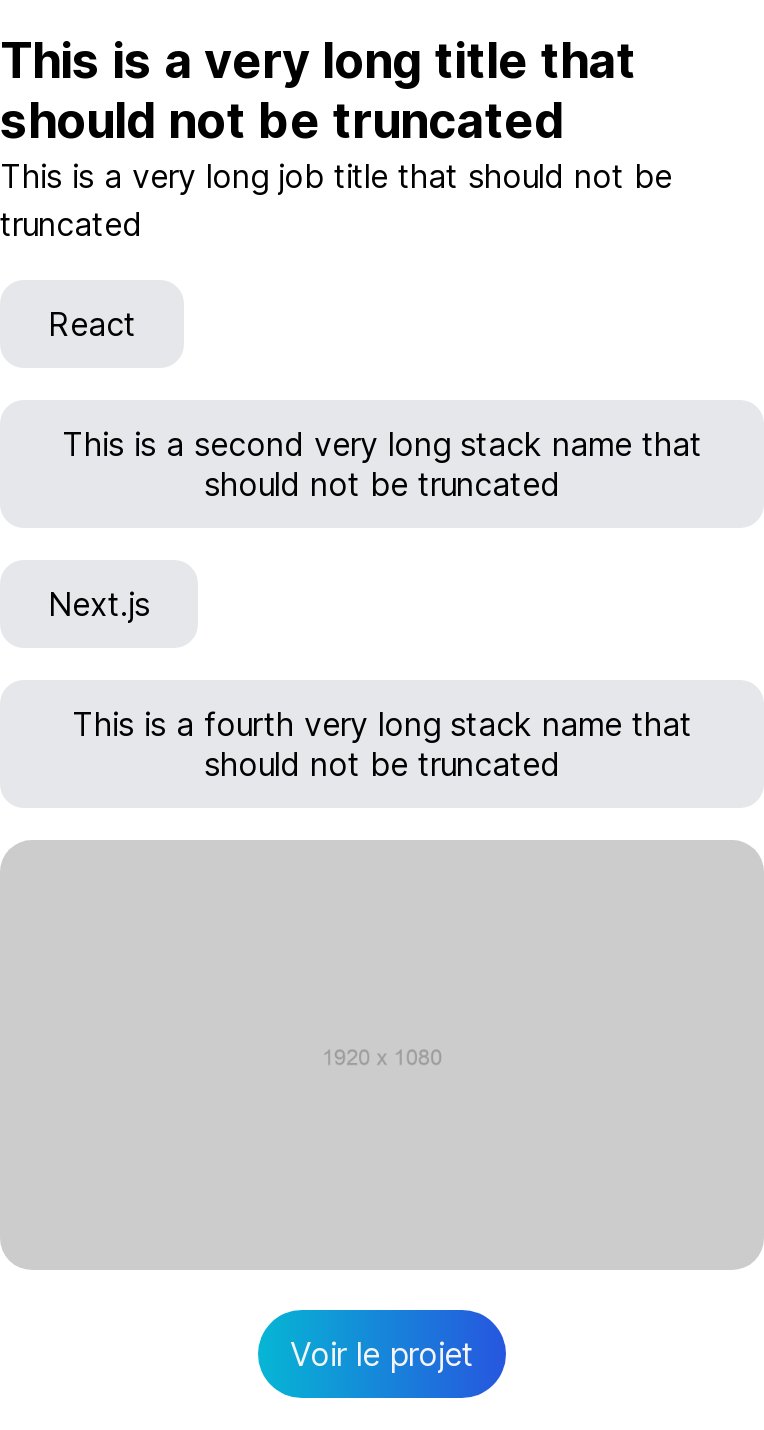 This is a very long title that
should not be truncated
This is a very long job title that should not be
truncated
React
This is a second very long stack name that
should not be truncated
Next.js
This is a fourth very long stack name that
should not be truncated
1920 x 1080
Voir le projet